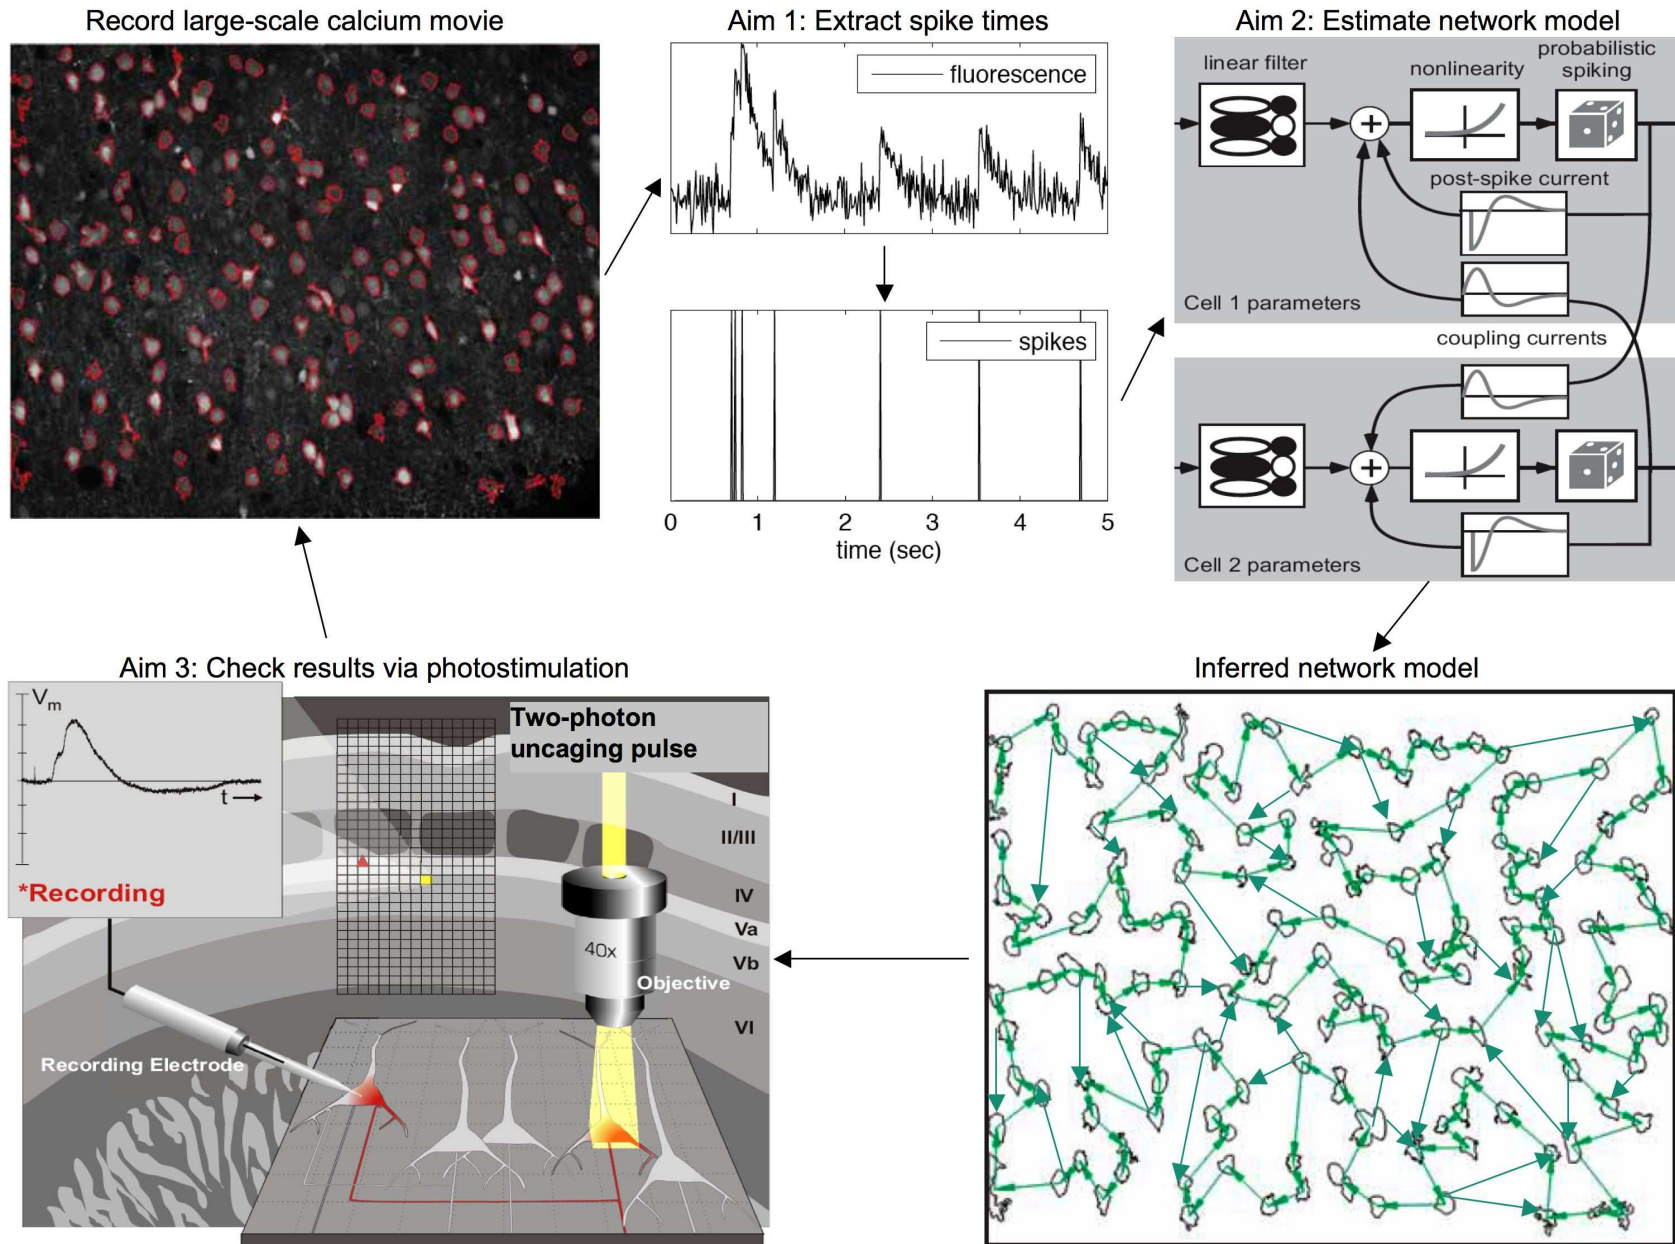 Record large-scale calcium movie
Aim 1: Extract spike times
fluorescence
spikes
0 1 2 3 4 5
time (sec)
Aim 2: Estimate network model
linear filter
nonlinearity
probabilistic
spiking
+
post-spike current
Cell 1 parameters
coupling currents
+
Cell 2 parameters
Aim 3: Check results via photostimulation
Vm
t
*Recording
Two-photon
uncaging pulse
I
II/III
IV
Va
Vb
VI
40x
Objective
Recording Electrode
Inferred network model